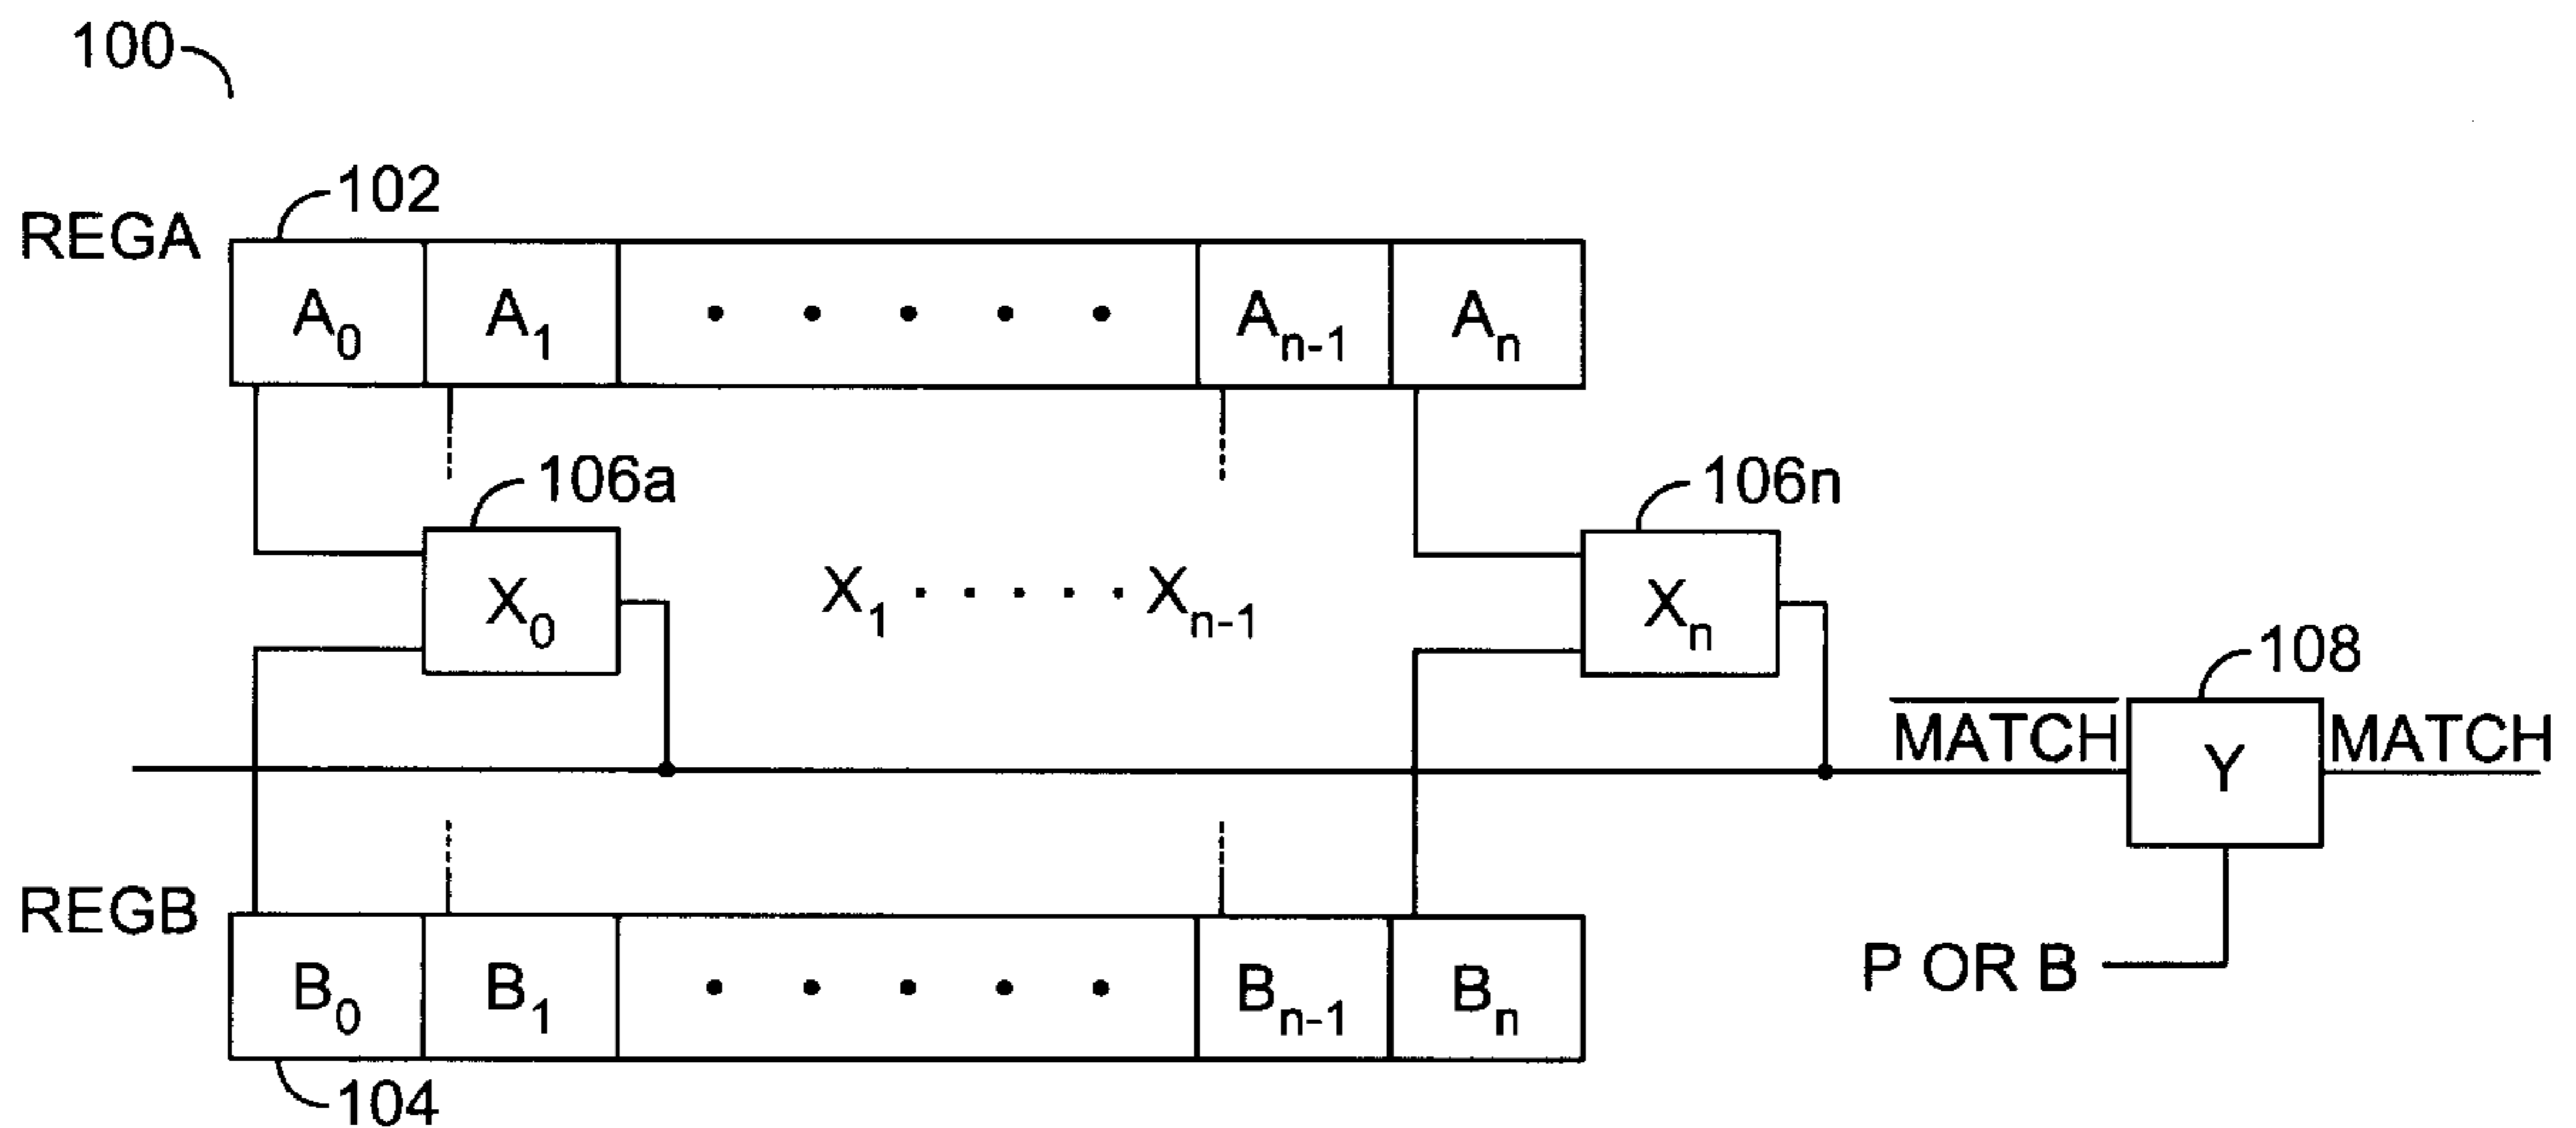 100
102
REGA
A₀ A₁ · · · · · Aₙ₋₁ Aₙ
106a
106n
X₀ X₁ · · · · · Xₙ₋₁ Xₙ
108
M̅A̅T̅C̅H̅ Y MATCH
REGB
P OR B
B₀ B₁ · · · · · Bₙ₋₁ Bₙ
104